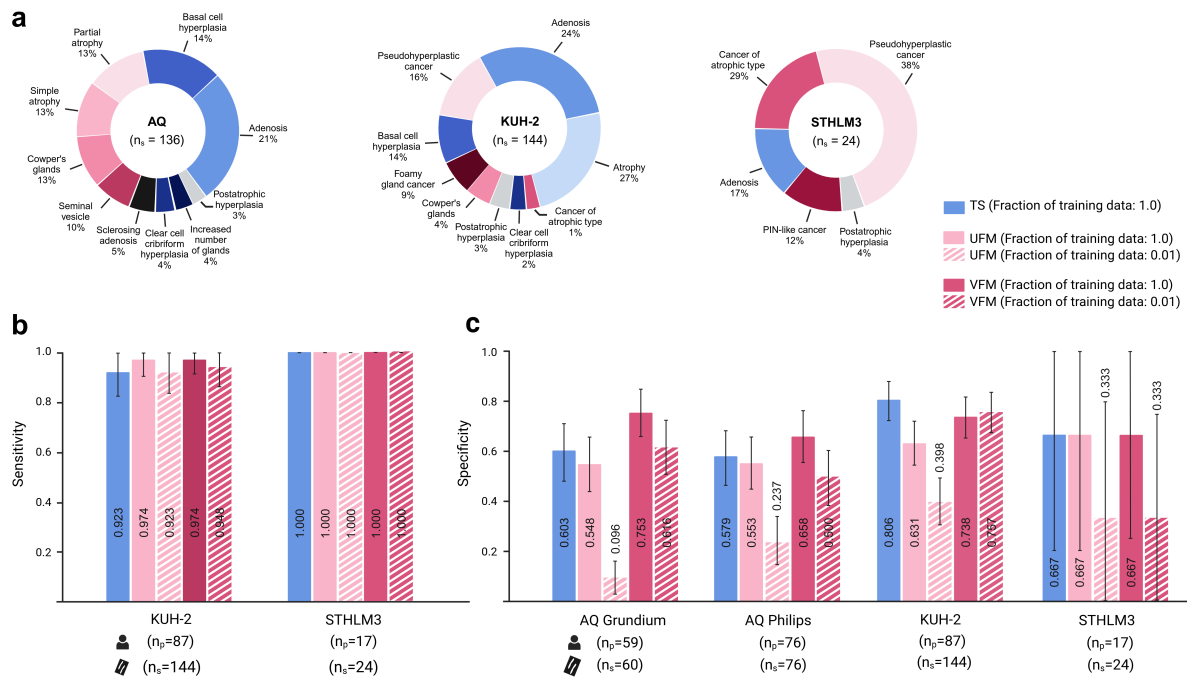 a
Partial
atrophy
13%
Basal cell
hyperplasia
14%
Simple
atrophy
13%
AQ
(ns = 136)
Adenosis
21%
Cowper's
glands
13%
Seminal
vesicle
10%
Sclerosing
adenosis
5%
Clear cell
cribriform
hyperplasia
4%
Increased
number
of glands
4%
Postatrophic
hyperplasia
3%
Adenosis
24%
Pseudohyperplastic
cancer
16%
KUH-2
(ns = 144)
Basal cell
hyperplasia
14%
Atrophy
27%
Foamy
gland cancer
9%
Cowper's
glands
4%
Postatrophic
hyperplasia
3%
Clear cell
cribriform
hyperplasia
2%
Cancer of
atrophic type
1%
Cancer of
atrophic type
29%
Pseudohyperplastic
cancer
38%
STHLM3
(ns = 24)
Adenosis
17%
PIN-like cancer
12%
Postatrophic
hyperplasia
4%
TS (Fraction of training data: 1.0)
UFM (Fraction of training data: 1.0)
UFM (Fraction of training data: 0.01)
VFM (Fraction of training data: 1.0)
VFM (Fraction of training data: 0.01)
b
Sensitivity
1.0
0.8
0.6
0.4
0.2
0.923
0.974
0.923
0.974
0.948
1.000
1.000
1.000
1.000
1.000
KUH-2
(np=87)
(ns=144)
STHLM3
(np=17)
(ns=24)
c
Specificity
1.0
0.8
0.6
0.4
0.2
0.603
0.548
0.096
0.753
0.616
0.579
0.553
0.237
0.658
0.500
0.806
0.631
0.398
0.738
0.757
0.667
0.667
0.333
0.667
0.333
AQ Grundium
(np=59)
(ns=60)
AQ Philips
(np=76)
(ns=76)
KUH-2
(np=87)
(ns=144)
STHLM3
(np=17)
(ns=24)